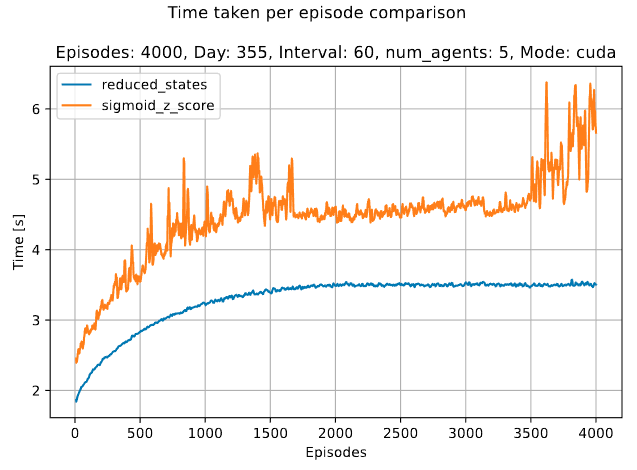 Time taken per episode comparison
Episodes: 4000, Day: 355, Interval: 60, num_agents: 5, Mode: cuda
reduced_states
sigmoid_z_score
6
5
4
3
2
Time [s]
0 500 1000 1500 2000 2500 3000 3500 4000
Episodes